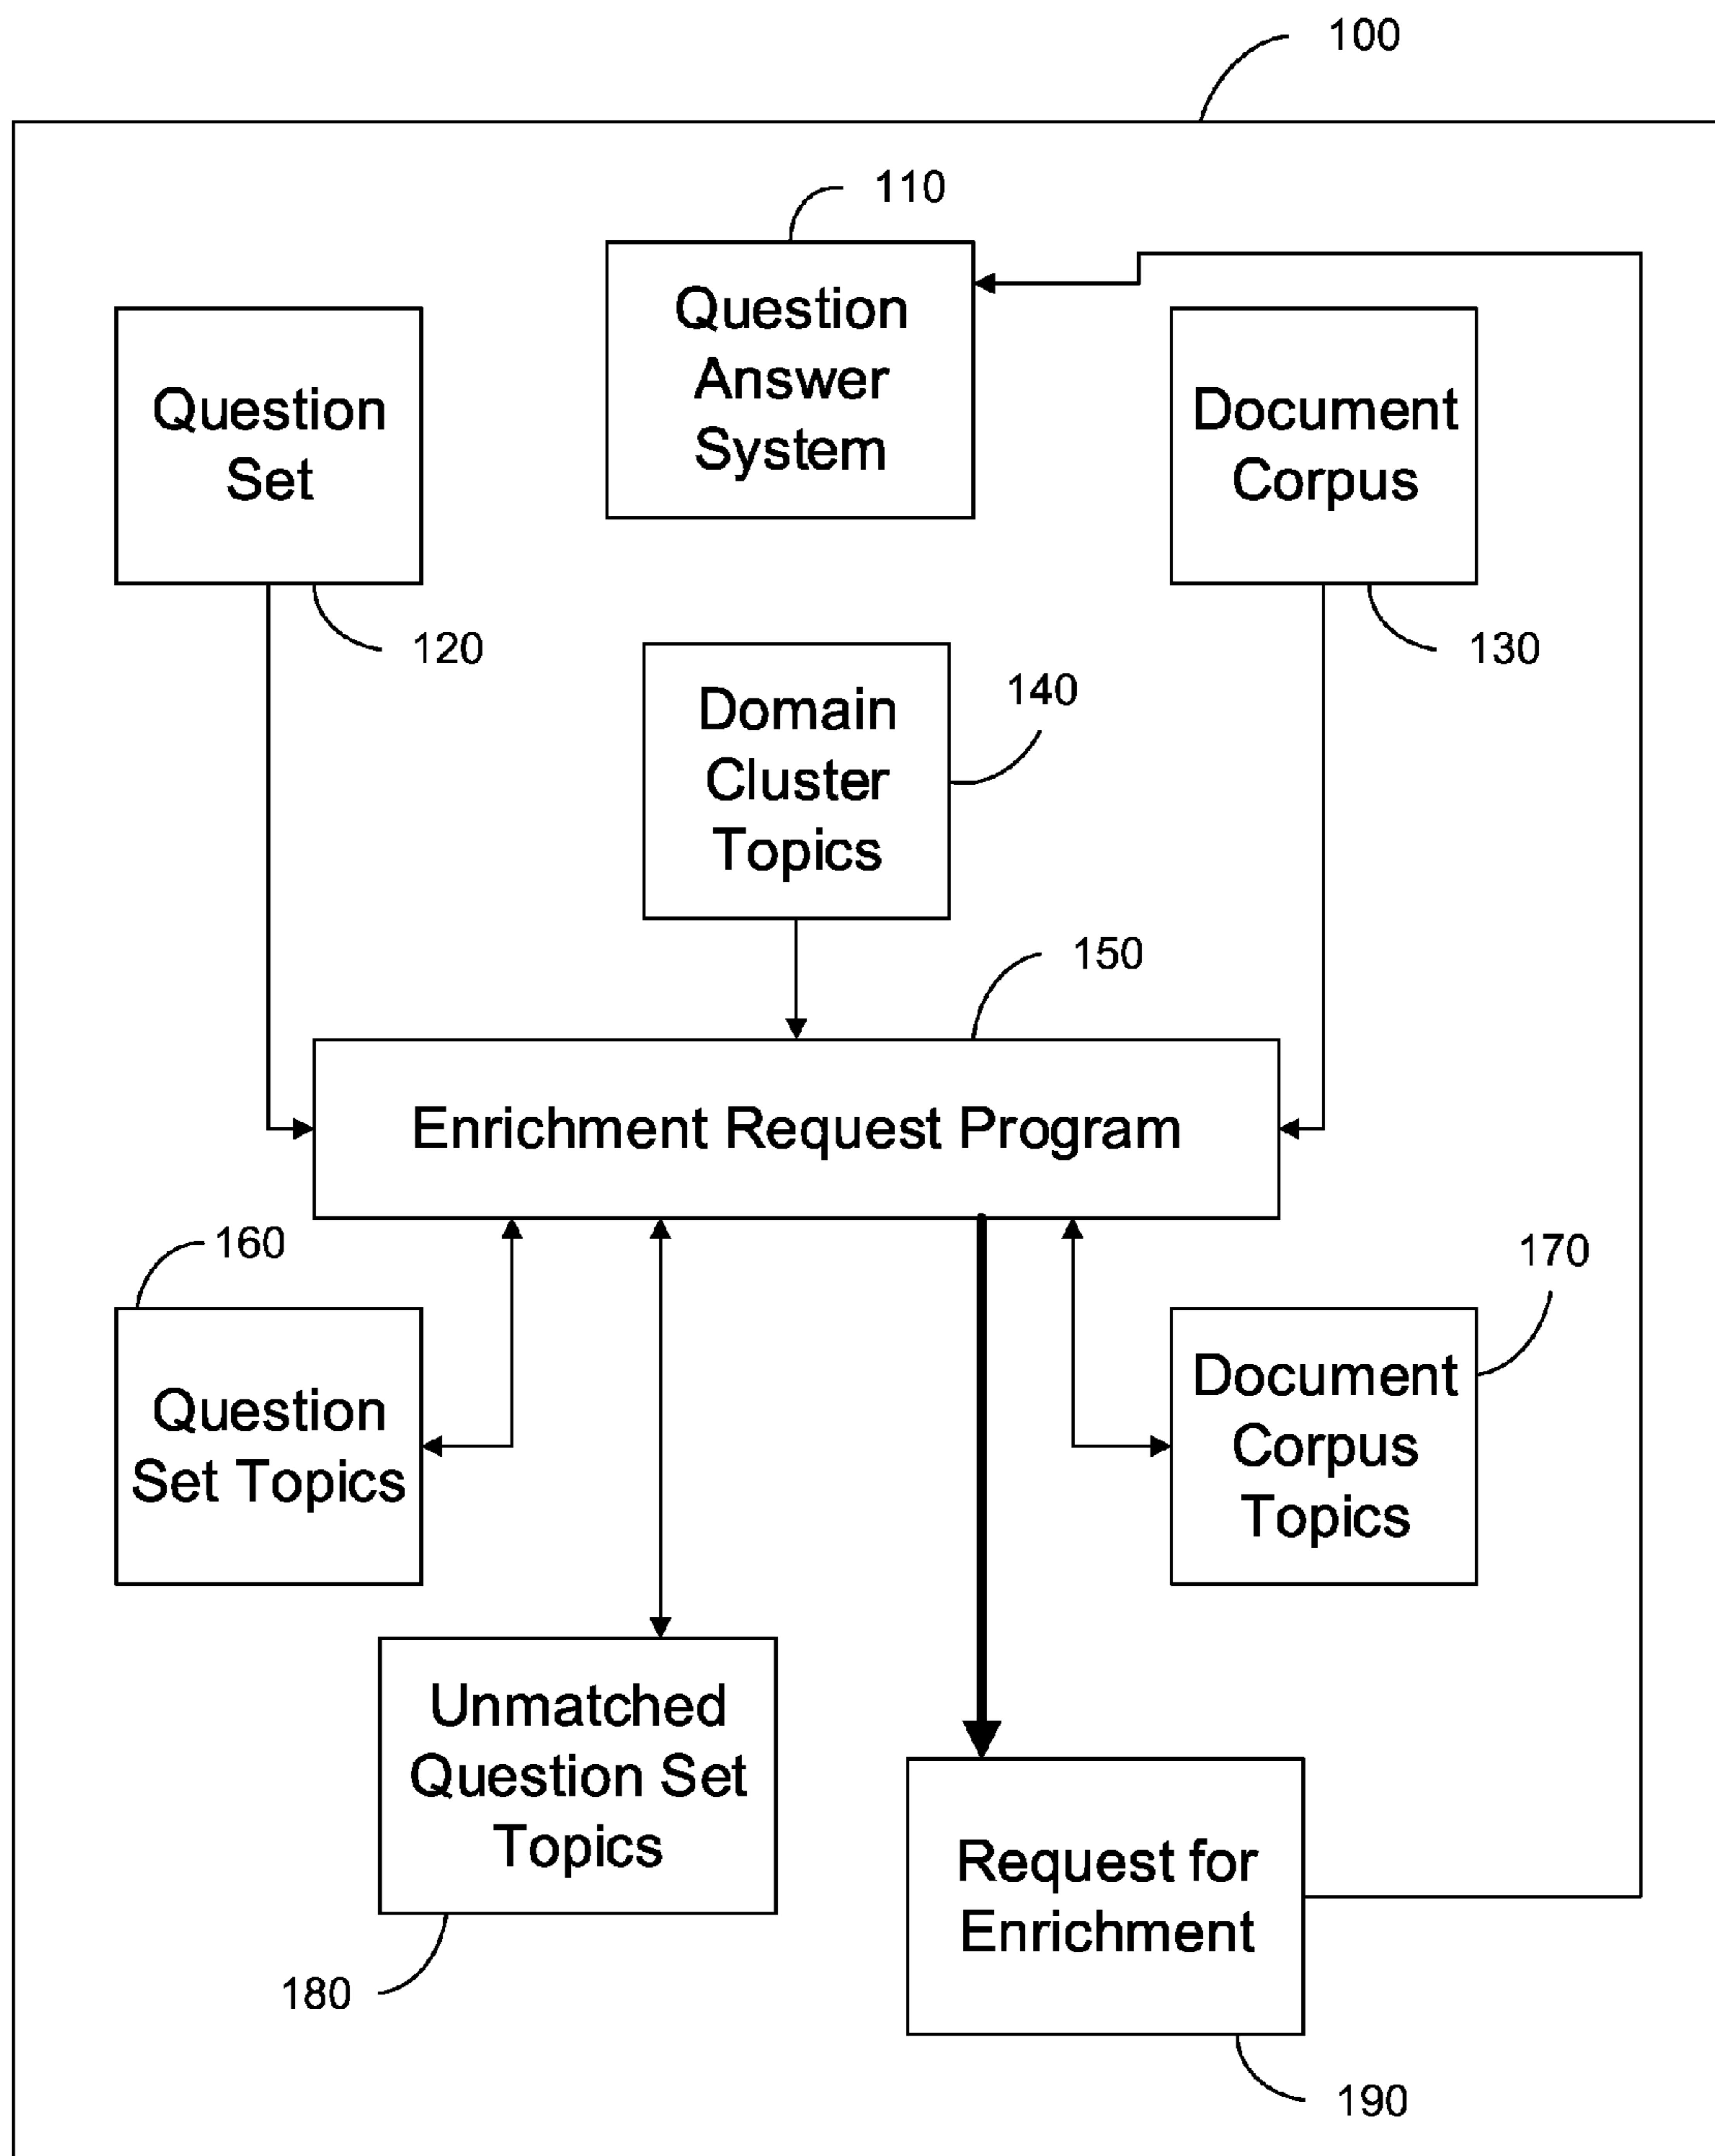 100
110
Question
Answer
System
Question
Set
Document
Corpus
120
130
Domain
Cluster
Topics
140
150
Enrichment Request Program
160
170
Question
Set Topics
Document
Corpus
Topics
Unmatched
Question Set
Topics
Request for
Enrichment
180
190